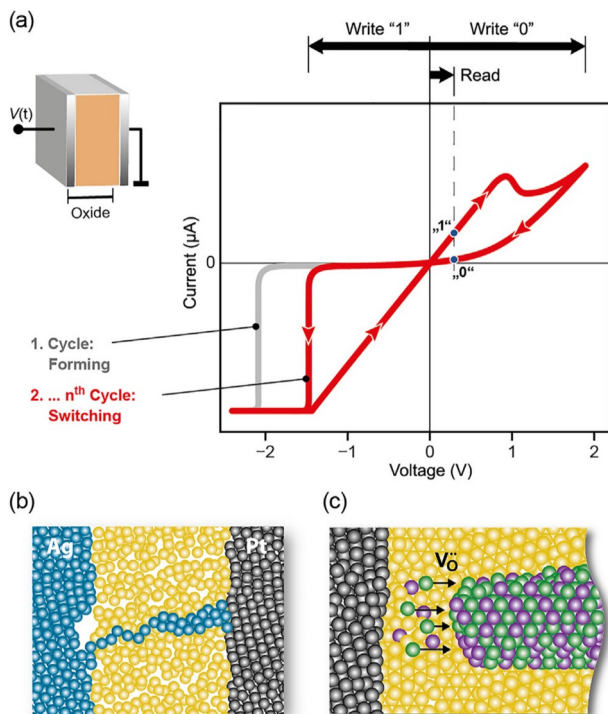 (a)
Write "1"
Write "0"
Read
V(t)
Oxide
Current (µA)
0
„1“
„0“
1. Cycle:
Forming
2. ... nth Cycle:
Switching
−2
−1
0
1
2
Voltage (V)
(b)
(c)
Ag
Pt
V̈O